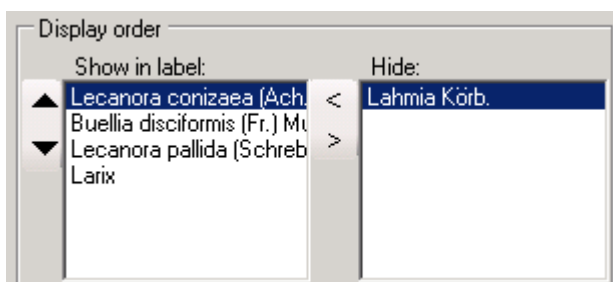 Display order
Show in label:
Hide:
Lecanora conizaea (Ach.
<
Lahmia Körb.
Buellia disciformis (Fr.) Mu
Lecanora pallida (Schreb
>
Larix